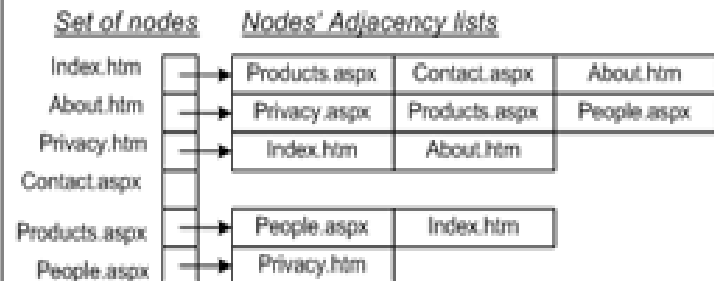 Set of nodes Nodes' Adjacency lists
Index.htm Products.aspx Contact.aspx About.htm
About.htm Privacy.aspx Products.aspx People.aspx
Privacy.htm Index.htm About.htm
Contact.aspx
Products.aspx People.aspx Index.htm
People.aspx Privacy.htm